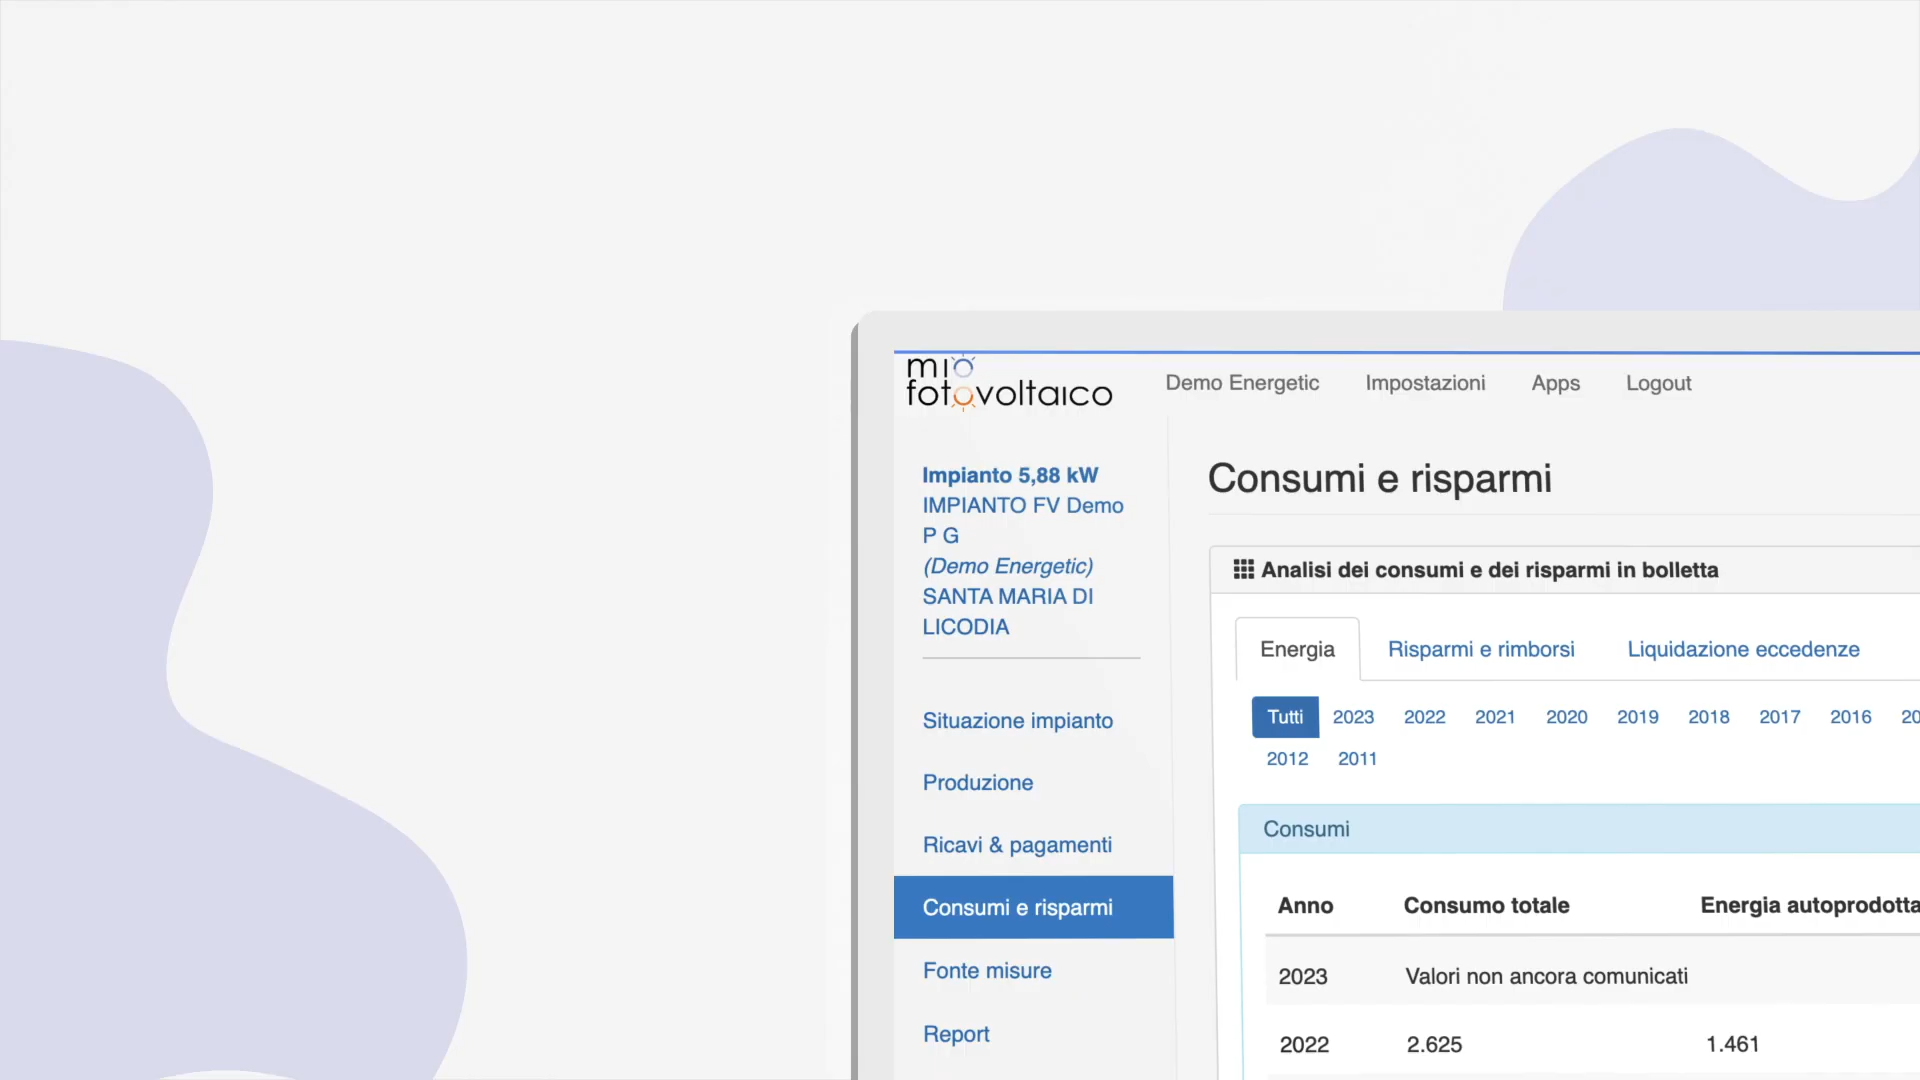 mio
fotovoltaico
Demo Energetic Impostazioni Apps Logout
Impianto 5,88 kW
IMPIANTO FV Demo
P G
(Demo Energetic)
SANTA MARIA DI
LICODIA
Situazione impianto
Produzione
Ricavi & pagamenti
Consumi e risparmi
Fonte misure
Report
Consumi e risparmi
Analisi dei consumi e dei risparmi in bolletta
Energia Risparmi e rimborsi Liquidazione eccedenze
Tutti 2023 2022 2021 2020 2019 2018 2017 2016 20
2012 2011
Consumi
Anno Consumo totale Energia autoprodotta
2023 Valori non ancora comunicati
2022 2.625 1.461